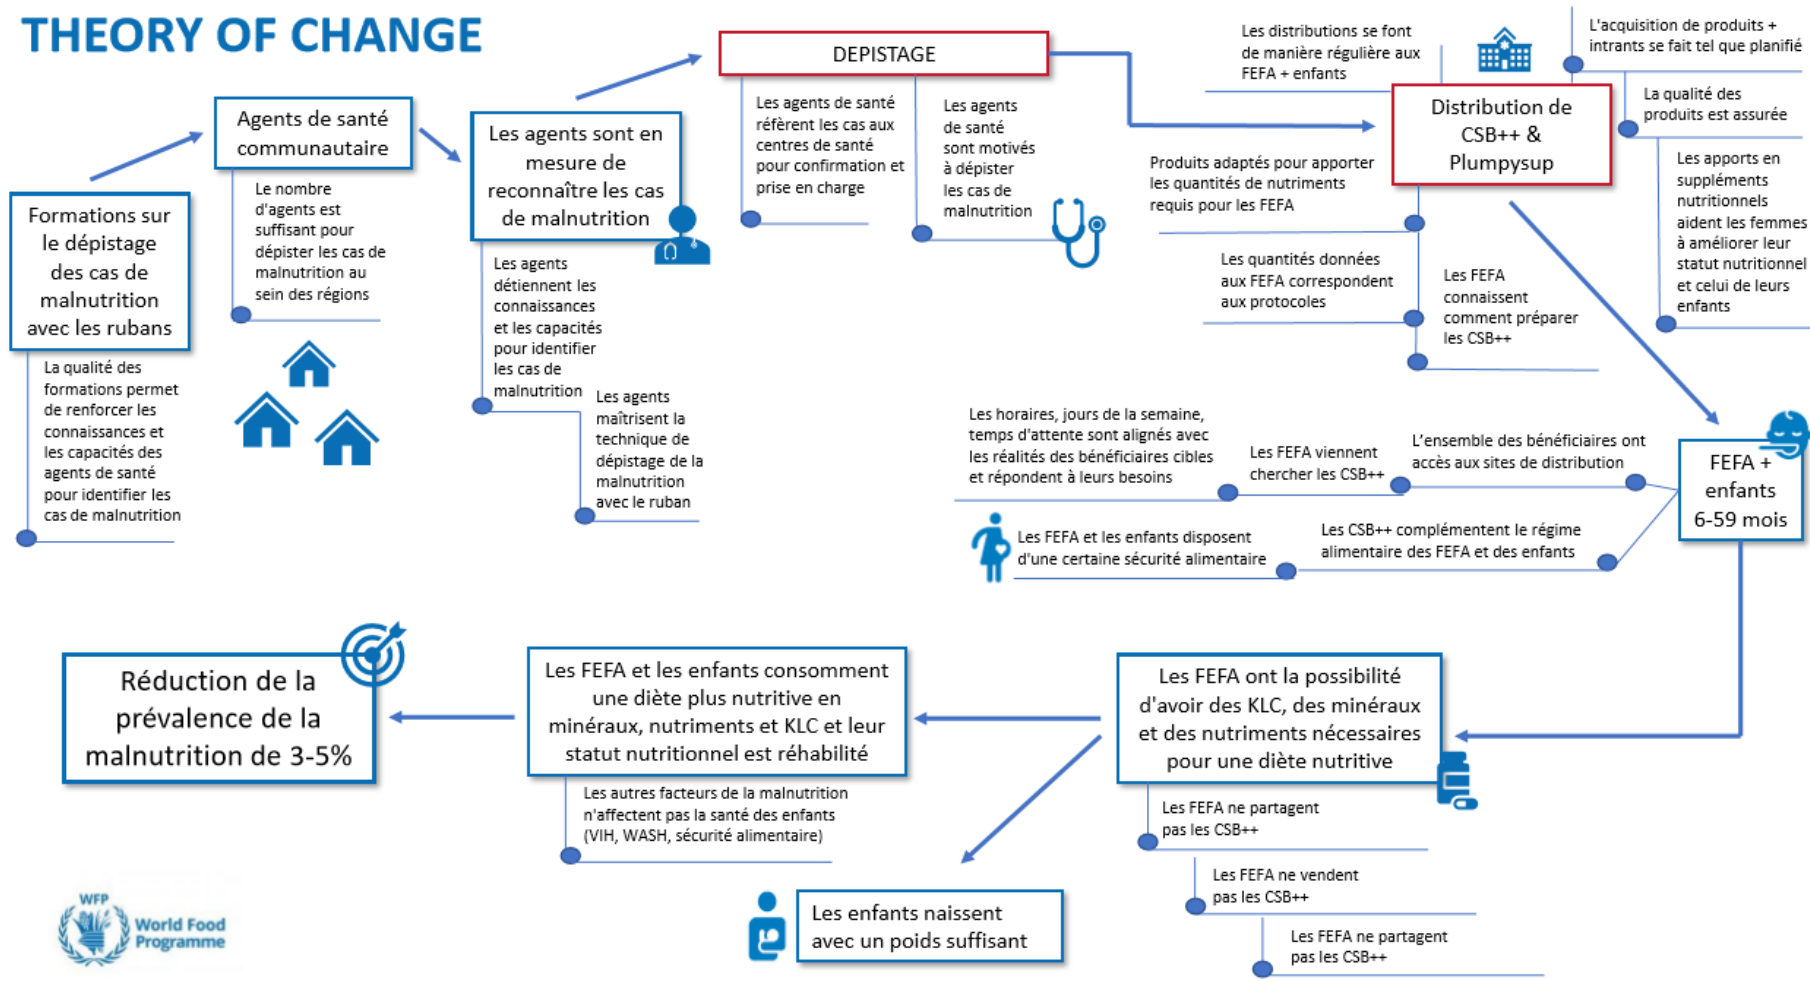 THEORY OF CHANGE
Formations sur
le dépistage
des cas de
malnutrition
avec les rubans
La qualité des
formations permet
de renforcer les
connaissances et
les capacités des
agents de santé
pour identifier les
cas de malnutrition
Agents de santé
communautaire
Le nombre
d'agents est
suffisant pour
dépister les cas de
malnutrition au
sein des régions
Les agents sont en
mesure de
reconnaître les cas
de malnutrition
Les agents
détiennent les
connaissances
et les capacités
pour identifier
les cas de
malnutrition
Les agents
maîtrisent la
technique de
dépistage de la
malnutrition
avec le ruban
DEPISTAGE
Les agents de santé
réfèrent les cas aux
centres de santé
pour confirmation et
prise en charge
Les agents
de santé
sont motivés
à dépister
les cas de
malnutrition
Les distributions se font
de manière régulière aux
FEFA + enfants
Distribution de
CSB++ &
Plumpysup
L'acquisition de produits +
intrants se fait tel que planifié
La qualité des
produits est assurée
Les apports en
suppléments
nutritionnels
aident les femmes
à améliorer leur
statut nutritionnel
et celui de leurs
enfants
Produits adaptés pour apporter
les quantités de nutriments
requis pour les FEFA
Les quantités données
aux FEFA correspondent
aux protocoles
Les FEFA
connaissent
comment préparer
les CSB++
FEFA +
enfants
6-59 mois
L'ensemble des bénéficiaires ont
accès aux sites de distribution
Les FEFA viennent
chercher les CSB++
Les horaires, jours de la semaine,
temps d'attente sont alignés avec
les réalités des bénéficiaires cibles
et répondent à leurs besoins
Les CSB++ complémentent le régime
alimentaire des FEFA et des enfants
Les FEFA et les enfants disposent
d'une certaine sécurité alimentaire
Les FEFA ont la possibilité
d'avoir des KLC, des minéraux
et des nutriments nécessaires
pour une diète nutritive
Les FEFA ne partagent
pas les CSB++
Les FEFA ne vendent
pas les CSB++
Les FEFA ne partagent
pas les CSB++
Les FEFA et les enfants consomment
une diète plus nutritive en
minéraux, nutriments et KLC et leur
statut nutritionnel est réhabilité
Les autres facteurs de la malnutrition
n'affectent pas la santé des enfants
(VIH, WASH, sécurité alimentaire)
Les enfants naissent
avec un poids suffisant
Réduction de la
prévalence de la
malnutrition de 3-5%
WFP
World Food
Programme